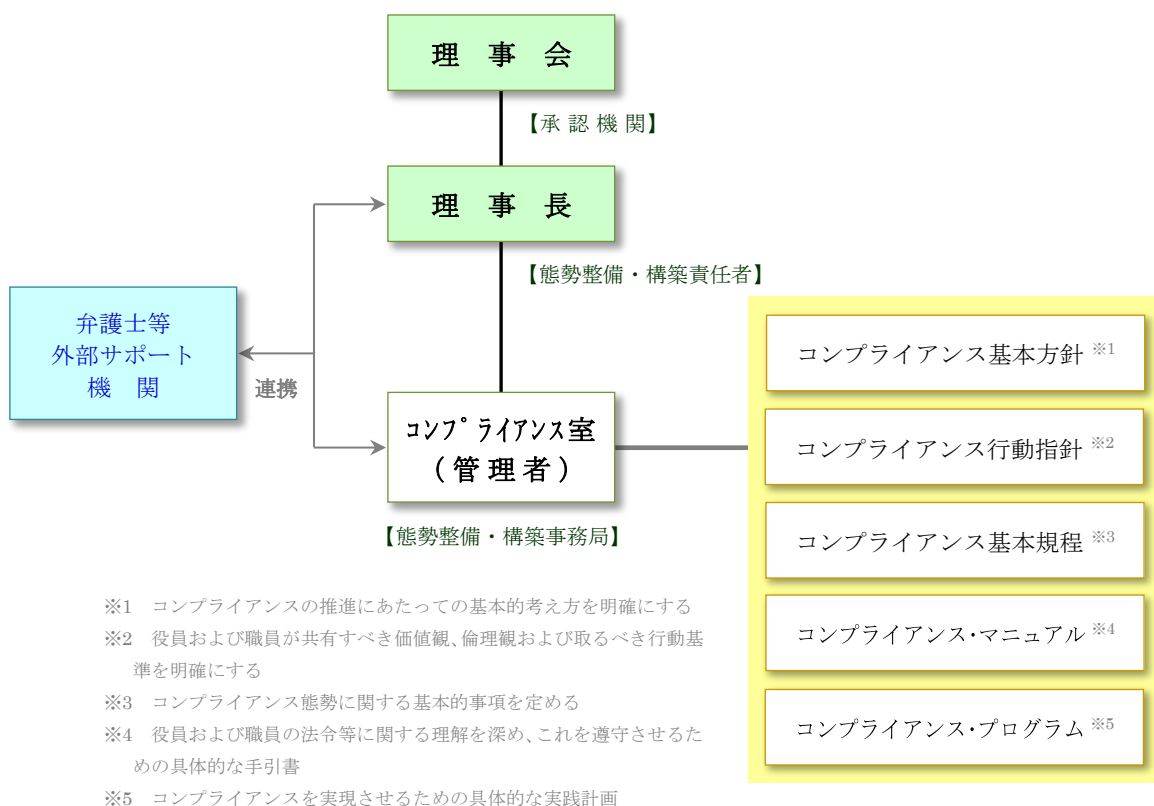 理 事 会
【承 認 機 関】
理 事 長
【態勢整備・構築責任者】
弁護士等
外部サポート
機 関
連携
ｺﾝﾌﾟﾗｲｱﾝｽ室
(管理者)
【態勢整備・構築事務局】
コンプライアンス基本方針 ※1
コンプライアンス行動指針 ※2
コンプライアンス基本規程 ※3
コンプライアンス・マニュアル ※4
コンプライアンス・プログラム ※5
※1 コンプライアンスの推進にあたっての基本的考え方を明確にする
※2 役員および職員が共有すべき価値観、倫理観および取るべき行動基
準を明確にする
※3 コンプライアンス態勢に関する基本的事項を定める
※4 役員および職員の法令等に関する理解を深め、これを遵守させるた
めの具体的な手引書
※5 コンプライアンスを実現させるための具体的な実践計画